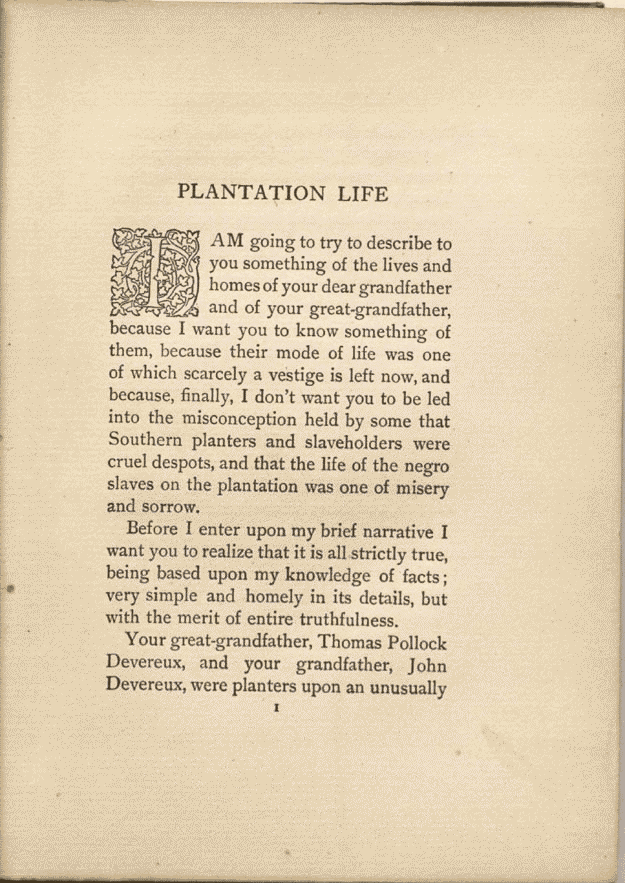 PLANTATION LIFE
I AM going to try to describe to
you something of the lives and
homes of your dear grandfather
and of your great-grandfather,
because I want you to know something of
them, because their mode of life was one
of which scarcely a vestige is left now, and
because, finally, I don't want you to be led
into the misconception held by some that
Southern planters and slaveholders were
cruel despots, and that the life of the negro
slaves on the plantation was one of misery
and sorrow.
Before I enter upon my brief narrative I
want you to realize that it is all strictly true,
being based upon my knowledge of facts;
very simple and homely in its details, but
with the merit of entire truthfulness.
Your great-grandfather, Thomas Pollock
Devereux, and your grandfather, John
Devereux, were planters upon an unusually
1